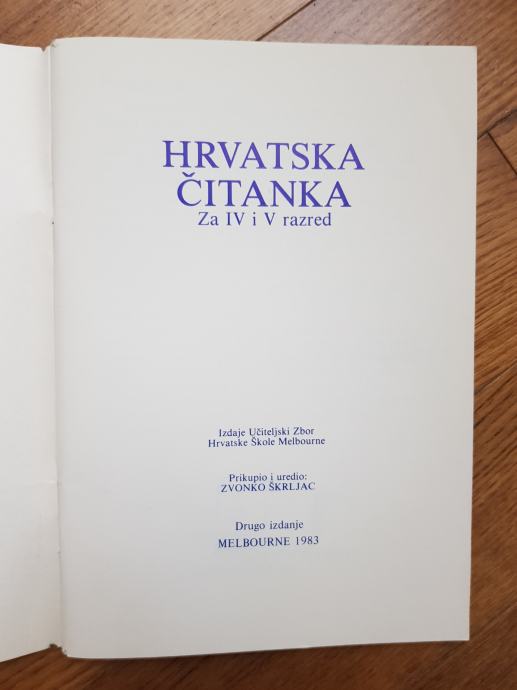 HRVATSKA
ČITANKA
Za IV i V razred
Izdaje Učiteljski Zbor
Hrvatske Škole Melbourne
Prikupio i uredio:
ZVONKO ŠKRLJAC
Drugo izdanje
MELBOURNE 1983